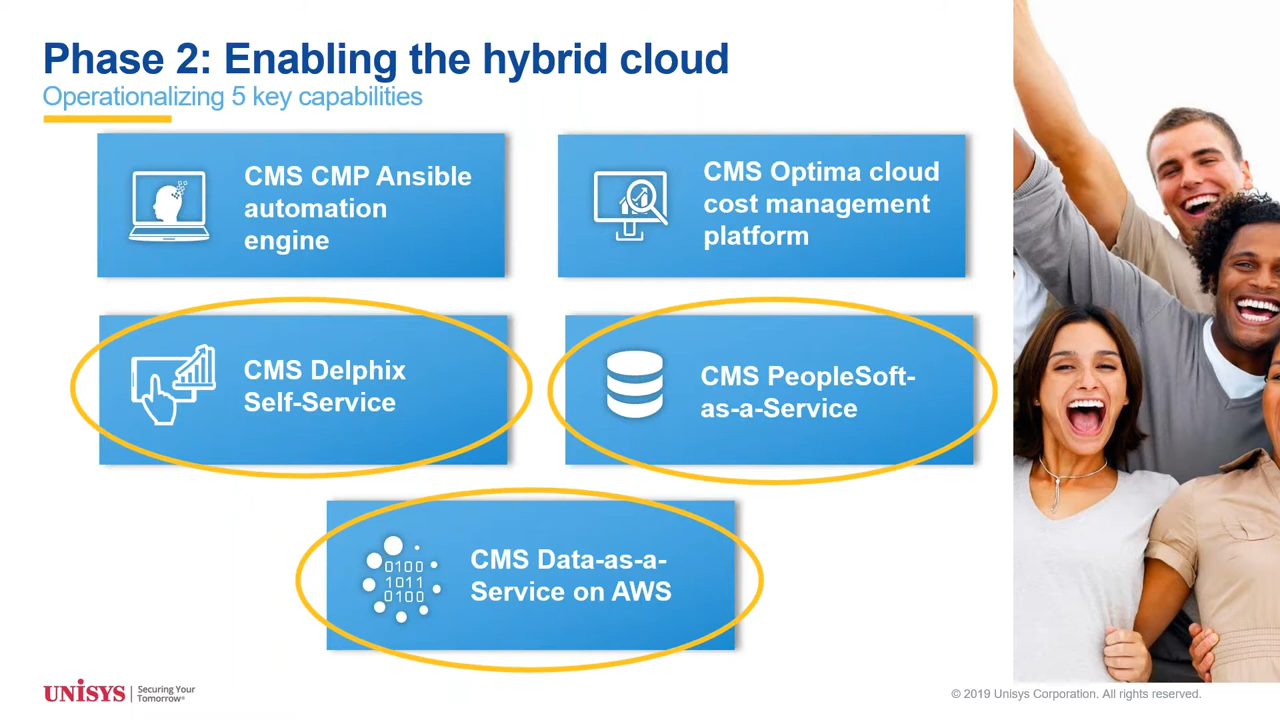 Phase 2: Enabling the hybrid cloud
Operationalizing 5 key capabilities
CMS CMP Ansible
automation
engine
CMS Optima cloud
cost management
platform
CMS Delphix
Self-Service
CMS PeopleSoft-
as-a-Service
0100
1011
0100
CMS Data-as-a-
Service on AWS
UNISYS
Securing Your
Tomorrow®
© 2019 Unisys Corporation. All rights reserved.